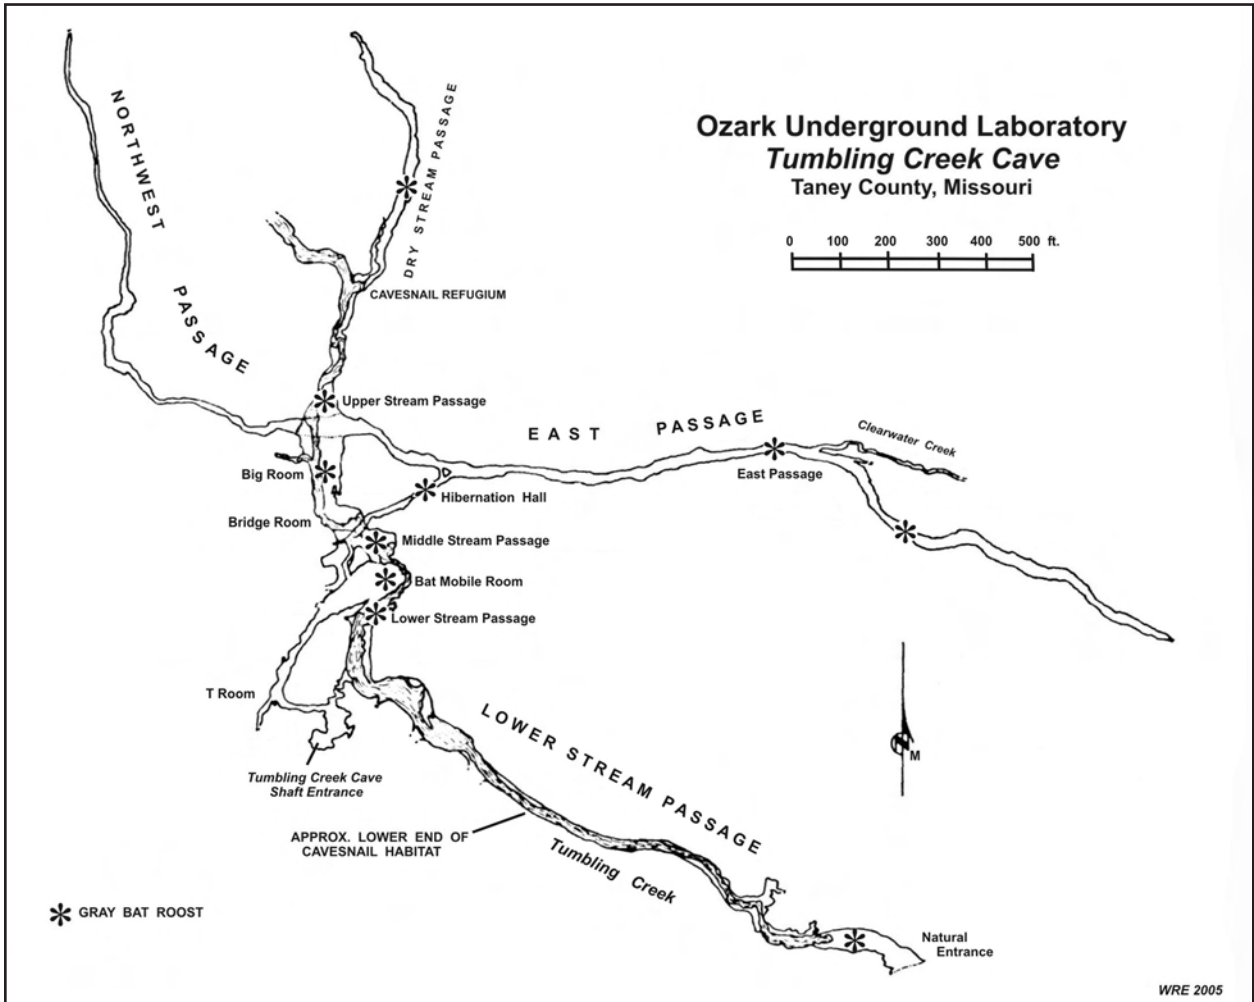 Ozark Underground Laboratory
Tumbling Creek Cave
Taney County, Missouri
0 100 200 300 400 500 ft.
NORTHWEST PASSAGE
DRY STREAM PASSAGE
CAVESNAIL REFUGIUM
Upper Stream Passage
EAST PASSAGE
Clearwater Creek
Big Room
East Passage
Hibernation Hall
Bridge Room
Middle Stream Passage
Bat Mobile Room
Lower Stream Passage
T Room
LOWER STREAM PASSAGE
N
M
Tumbling Creek Cave
Shaft Entrance
APPROX. LOWER END OF
CAVESNAIL HABITAT
Tumbling Creek
GRAY BAT ROOST
Natural
Entrance
WRE 2005